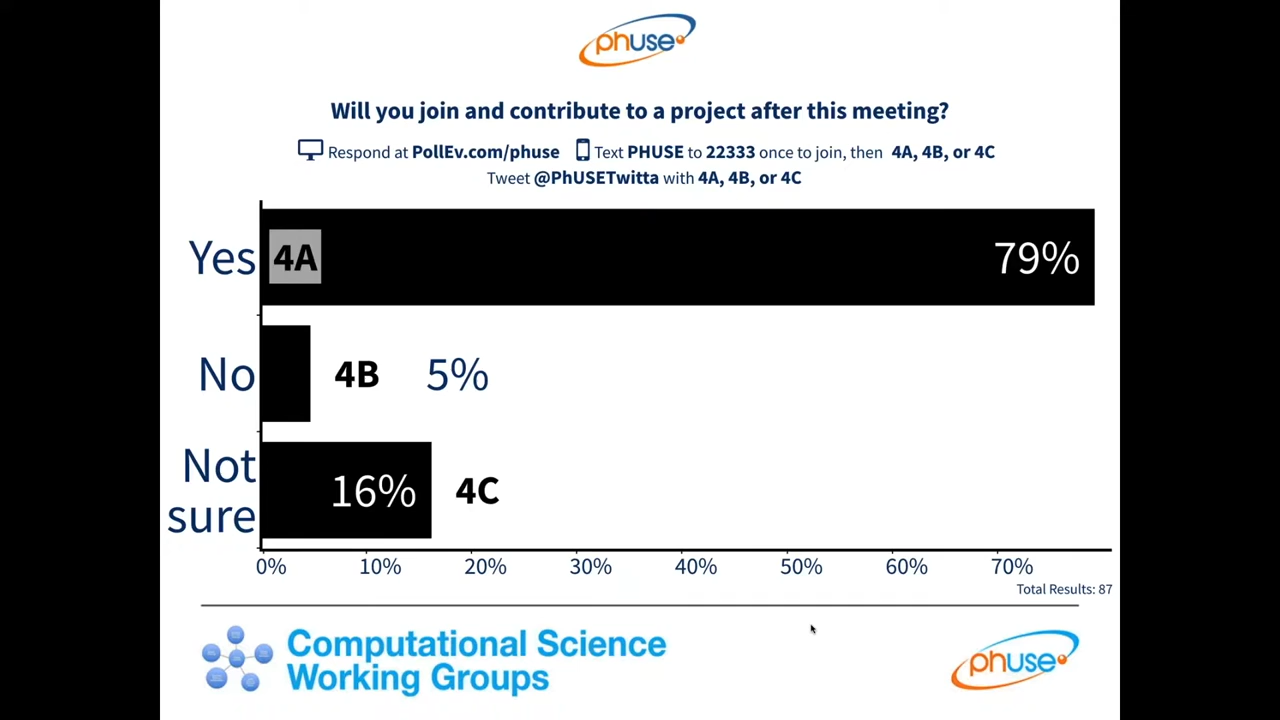 phuse
Will you join and contribute to a project after this meeting?
Respond at PollEv.com/phuse Text PHUSE to 22333 once to join, then 4A, 4B, or 4C
Tweet @PhUSETwitta with 4A, 4B, or 4C
Yes 4A 79%
No 4B 5%
Not
sure
16% 4C
0% 10% 20% 30% 40% 50% 60% 70%
Total Results: 87
Computational Science
Working Groups
phuse